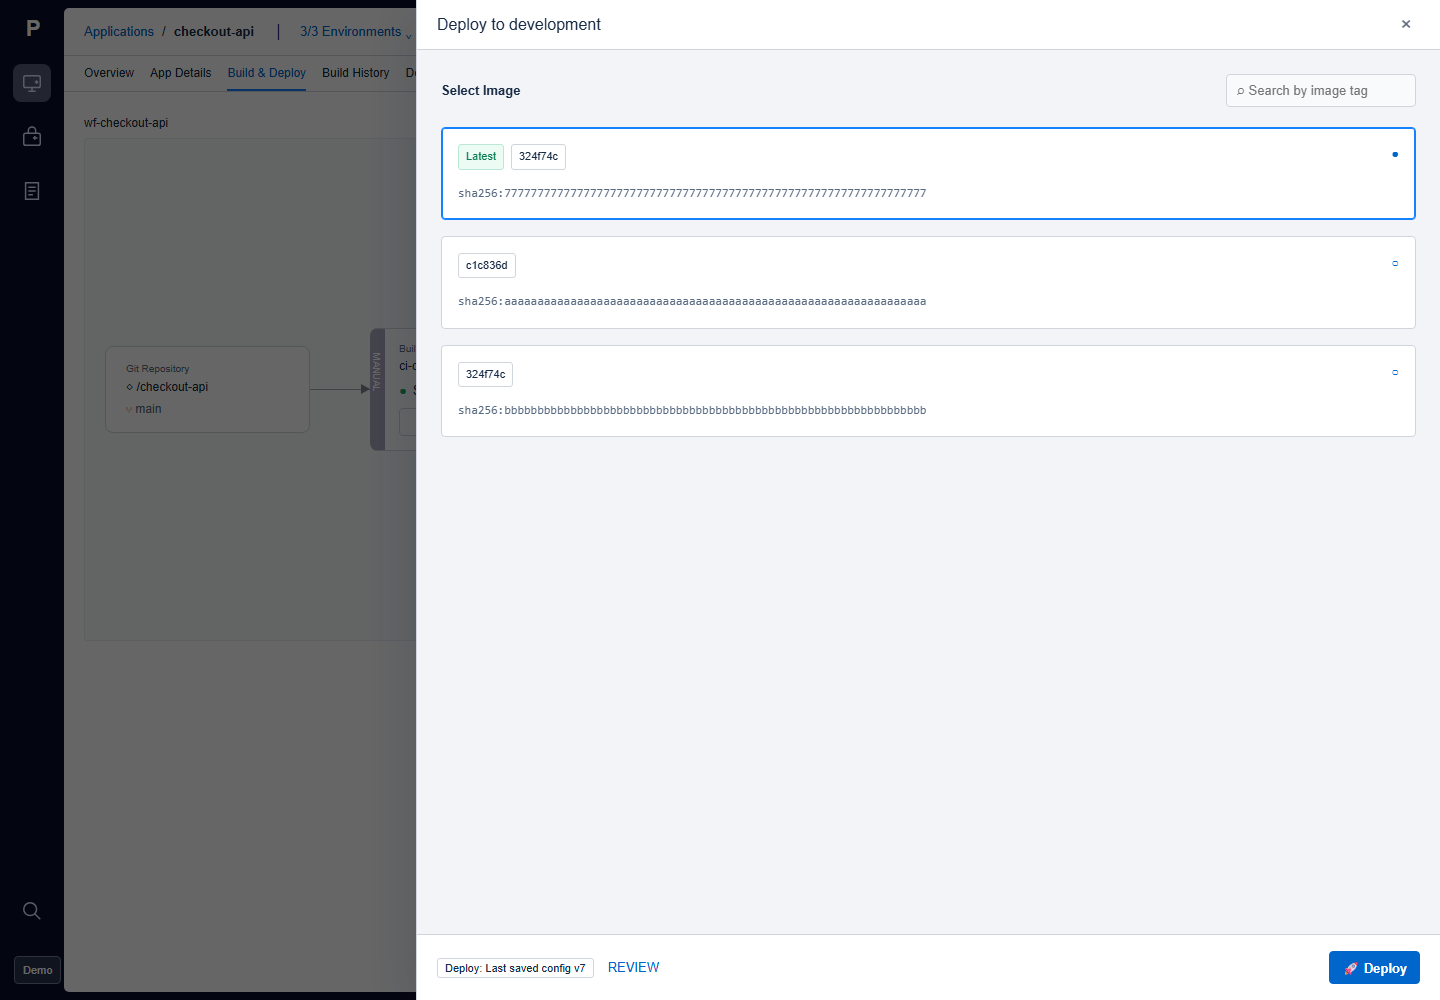 P
Applications / checkout-api | 3/3 Environments
Overview App Details Build & Deploy Build History
wf-checkout-api
Git Repository
/checkout-api
main
MANUAL
Demo
Deploy to development
×
Select Image
Search by image tag
Latest 324f74c
sha256:7777777777777777777777777777777777777777777777777777777777777777
c1c836d
sha256:aaaaaaaaaaaaaaaaaaaaaaaaaaaaaaaaaaaaaaaaaaaaaaaaaaaaaaaaaaaaaaaa
324f74c
sha256:bbbbbbbbbbbbbbbbbbbbbbbbbbbbbbbbbbbbbbbbbbbbbbbbbbbbbbbbbbbbbbbb
Deploy: Last saved config v7 REVIEW
Deploy